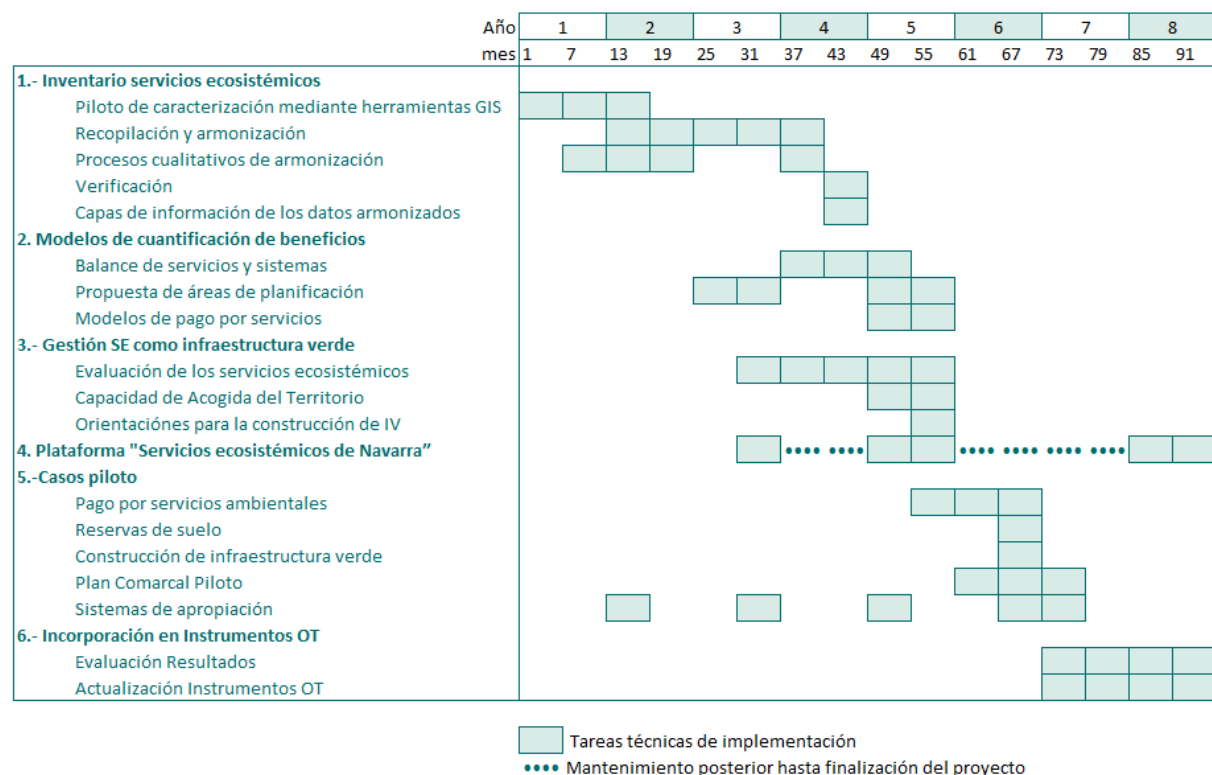 Año 1 2 3 4 5 6 7 8
mes 1 7 13 19 25 31 37 43 49 55 61 67 73 79 85 91
1.- Inventario servicios ecosistémicos
Piloto de caracterización mediante herramientas GIS
Recopilación y armonización
Procesos cualitativos de armonización
Verificación
Capas de información de los datos armonizados
2. Modelos de cuantificación de beneficios
Balance de servicios y sistemas
Propuesta de áreas de planificación
Modelos de pago por servicios
3.- Gestión SE como infraestructura verde
Evaluación de los servicios ecosistémicos
Capacidad de Acogida del Territorio
Orientaciónes para la construcción de IV
4. Plataforma "Servicios ecosistémicos de Navarra”
5.-Casos piloto
Pago por servicios ambientales
Reservas de suelo
Construcción de infraestructura verde
Plan Comarcal Piloto
Sistemas de apropiación
6.- Incorporación en Instrumentos OT
Evaluación Resultados
Actualización Instrumentos OT
Tareas técnicas de implementación
Mantenimiento posterior hasta finalización del proyecto